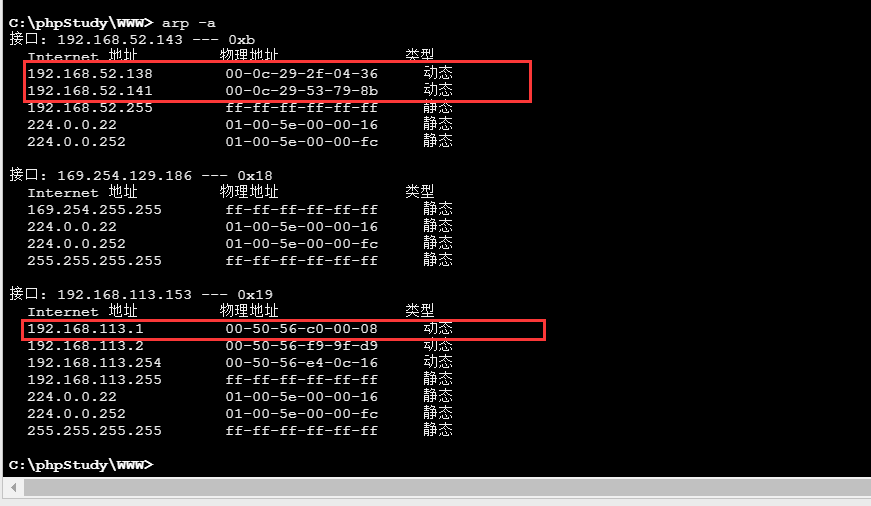 C:\phpStudy\WWW> arp -a
接口: 192.168.52.143 --- 0xb
Internet 地址 物理地址 类型
192.168.52.138 00-0c-29-2f-04-36 动态
192.168.52.141 00-0c-29-53-79-8b 动态
192.168.52.255 ff-ff-ff-ff-ff-ff 静态
224.0.0.22 01-00-5e-00-00-16 静态
224.0.0.252 01-00-5e-00-00-fc 静态
接口: 169.254.129.186 --- 0x18
Internet 地址 物理地址 类型
169.254.255.255 ff-ff-ff-ff-ff-ff 静态
224.0.0.22 01-00-5e-00-00-16 静态
224.0.0.252 01-00-5e-00-00-fc 静态
255.255.255.255 ff-ff-ff-ff-ff-ff 静态
接口: 192.168.113.153 --- 0x19
Internet 地址 物理地址 类型
192.168.113.1 00-50-56-c0-00-08 动态
192.168.113.2 00-50-56-f9-9f-d9 动态
192.168.113.254 00-50-56-e4-0c-16 动态
192.168.113.255 ff-ff-ff-ff-ff-ff 静态
224.0.0.22 01-00-5e-00-00-16 静态
224.0.0.252 01-00-5e-00-00-fc 静态
255.255.255.255 ff-ff-ff-ff-ff-ff 静态
C:\phpStudy\WWW>